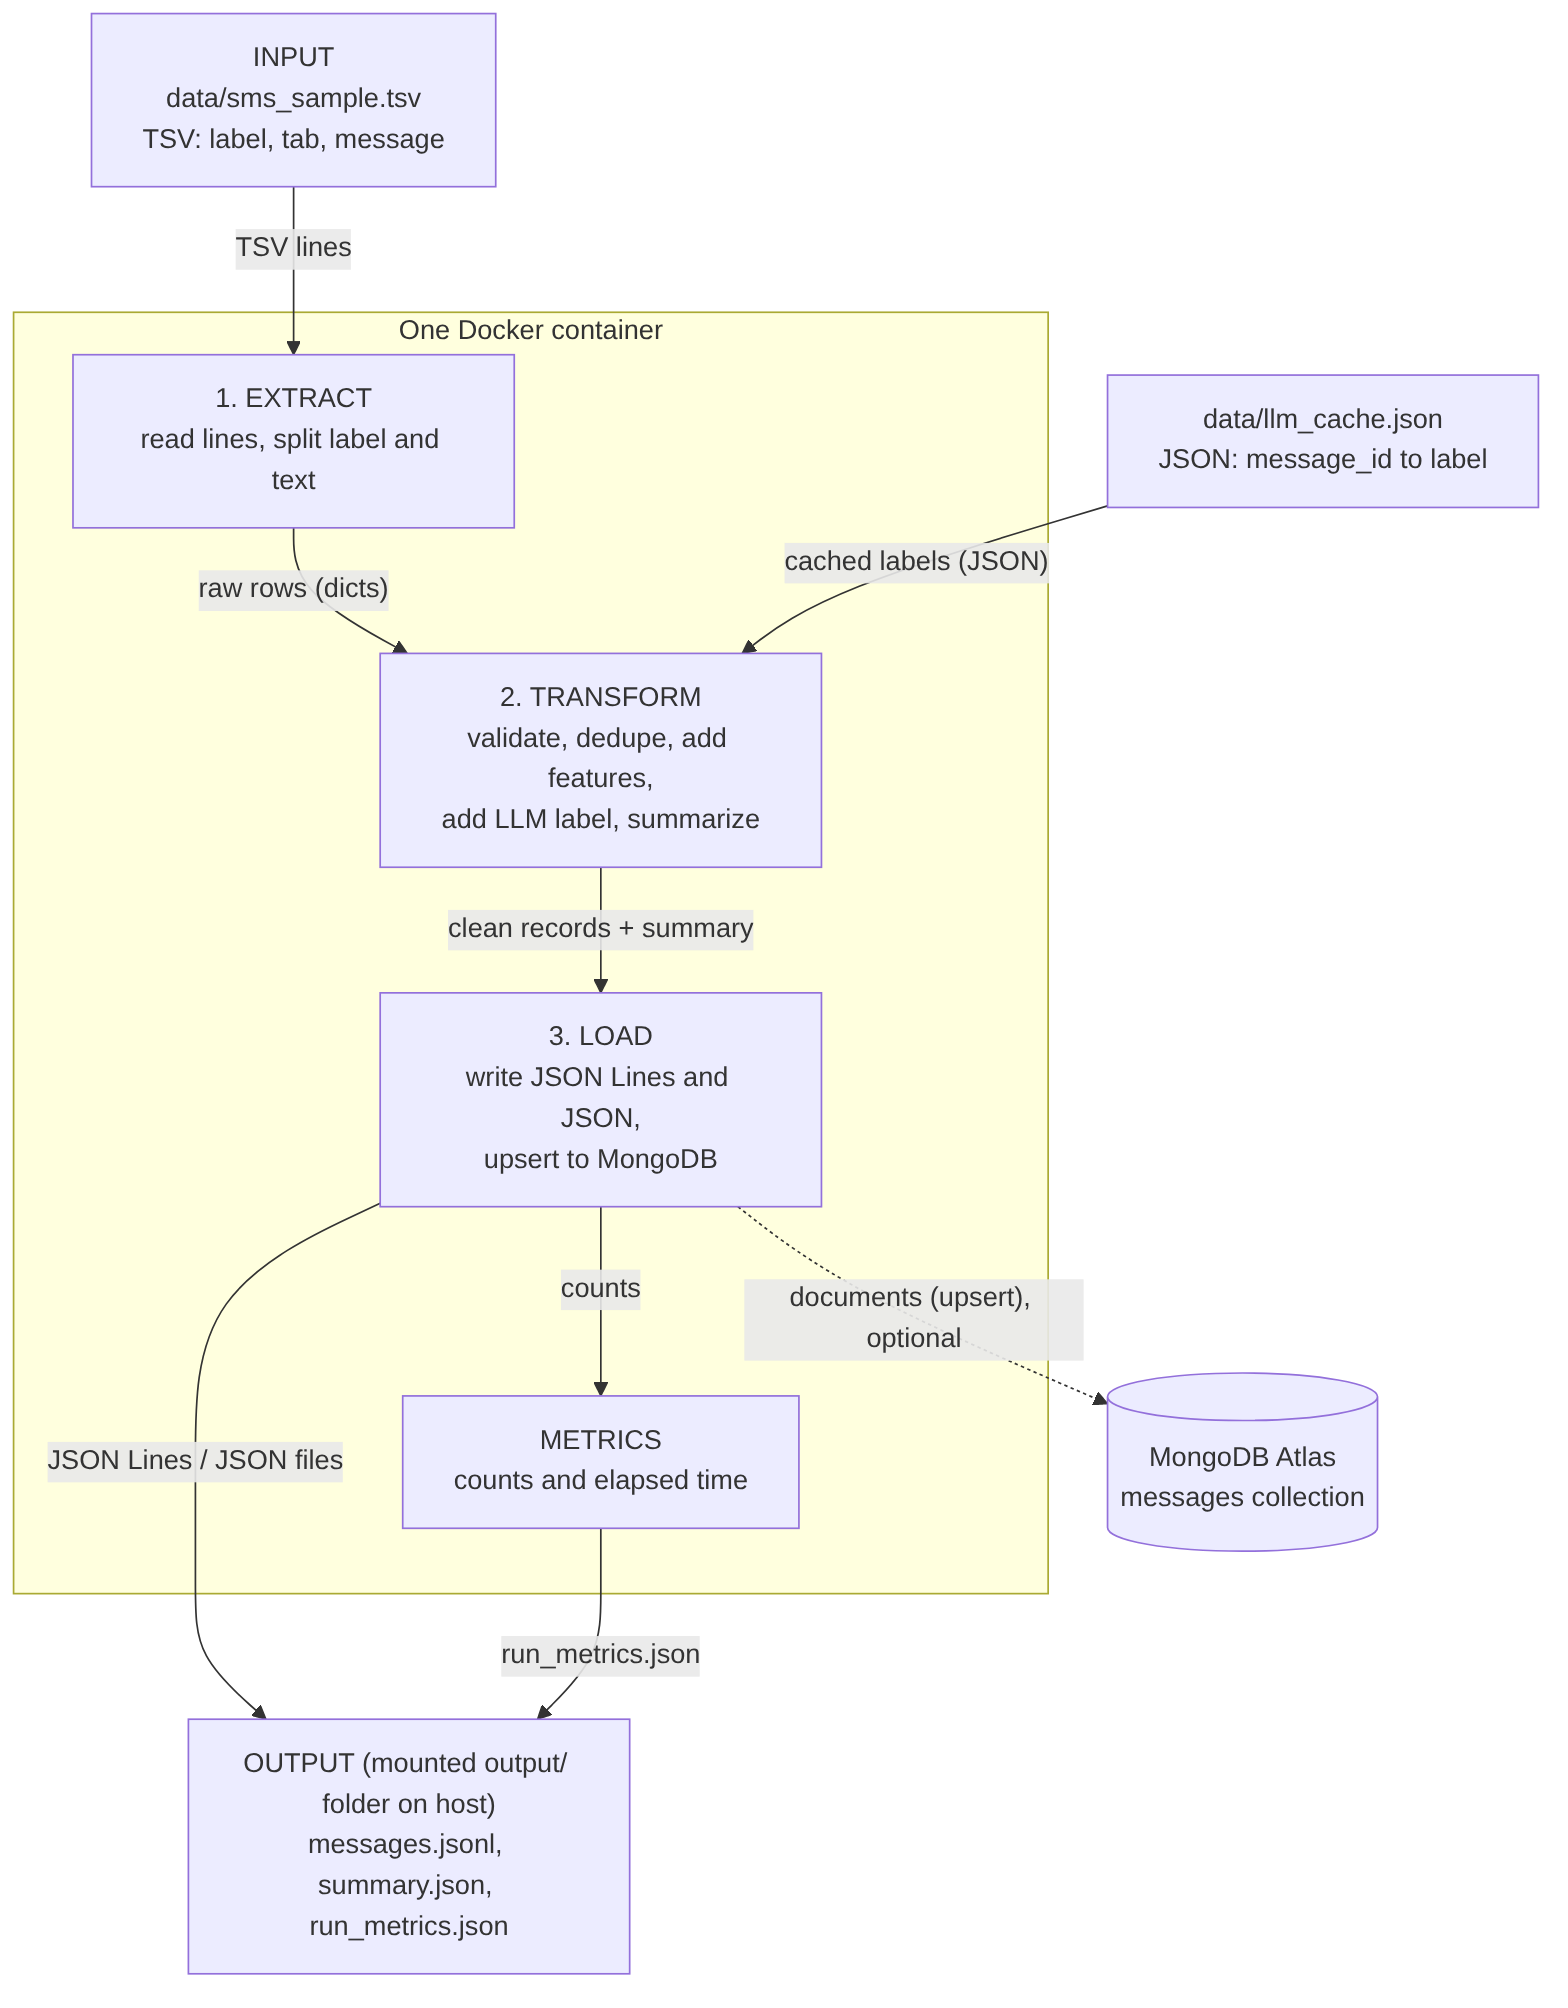 INPUT
data/sms_sample.tsv
TSV: label, tab, message
TSV lines
One Docker container
1. EXTRACT
read lines, split label and
text
data/llm_cache.json
JSON: message_id to label
cached labels (JSON)
raw rows (dicts)
2. TRANSFORM
validate, dedupe, add
features,
add LLM label, summarize
clean records + summary
3. LOAD
write JSON Lines and
JSON,
upsert to MongoDB
counts
documents (upsert),
optional
JSON Lines / JSON files
METRICS
counts and elapsed time
MongoDB Atlas
messages collection
run_metrics.json
OUTPUT (mounted output/
folder on host)
messages.jsonl,
summary.json,
run_metrics.json